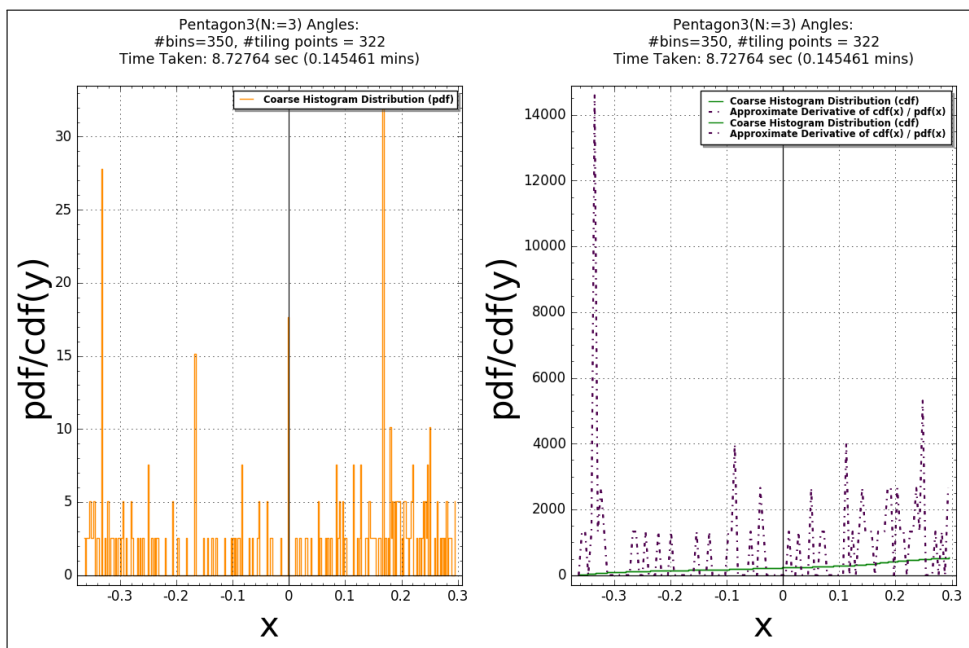 Pentagon3(N:=3) Angles:
#bins=350, #tiling points = 322
Time Taken: 8.72764 sec (0.145461 mins)
Coarse Histogram Distribution (pdf)
30
25
20
15
10
5
0
-0.3
-0.2
-0.1
0
0.1
0.2
0.3
pdf/cdf(y)
x
Pentagon3(N:=3) Angles:
#bins=350, #tiling points = 322
Time Taken: 8.72764 sec (0.145461 mins)
Coarse Histogram Distribution (cdf)
Approximate Derivative of cdf(x) / pdf(x)
Coarse Histogram Distribution (cdf)
Approximate Derivative of cdf(x) / pdf(x)
14000
12000
10000
8000
6000
4000
2000
0
-0.3
-0.2
-0.1
0
0.1
0.2
0.3
pdf/cdf(y)
x